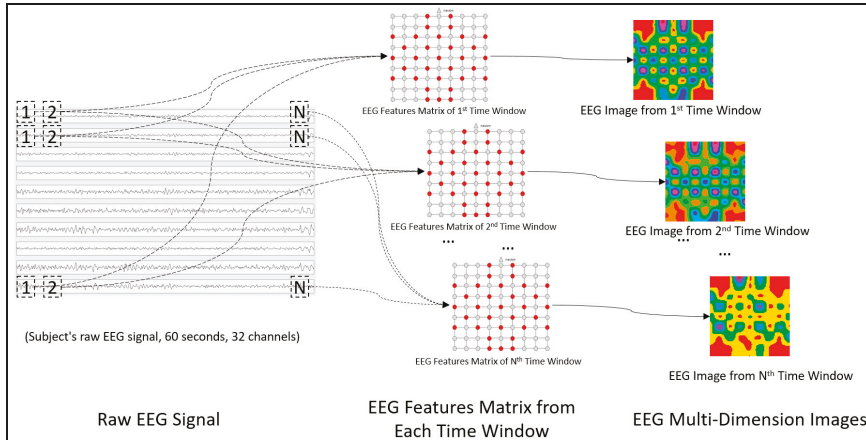 EEG Features Matrix of 1st Time Window
EEG Image from 1st Time Window
1 2 N
1 2 N
EEG Features Matrix of 2nd Time Window
EEG Image from 2nd Time Window
... ...
... ...
1 2 N
(Subject's raw EEG signal, 60 seconds, 32 channels)
EEG Features Matrix of Nth Time Window
EEG Image from Nth Time Window
Raw EEG Signal
EEG Features Matrix from
Each Time Window
EEG Multi-Dimension Images